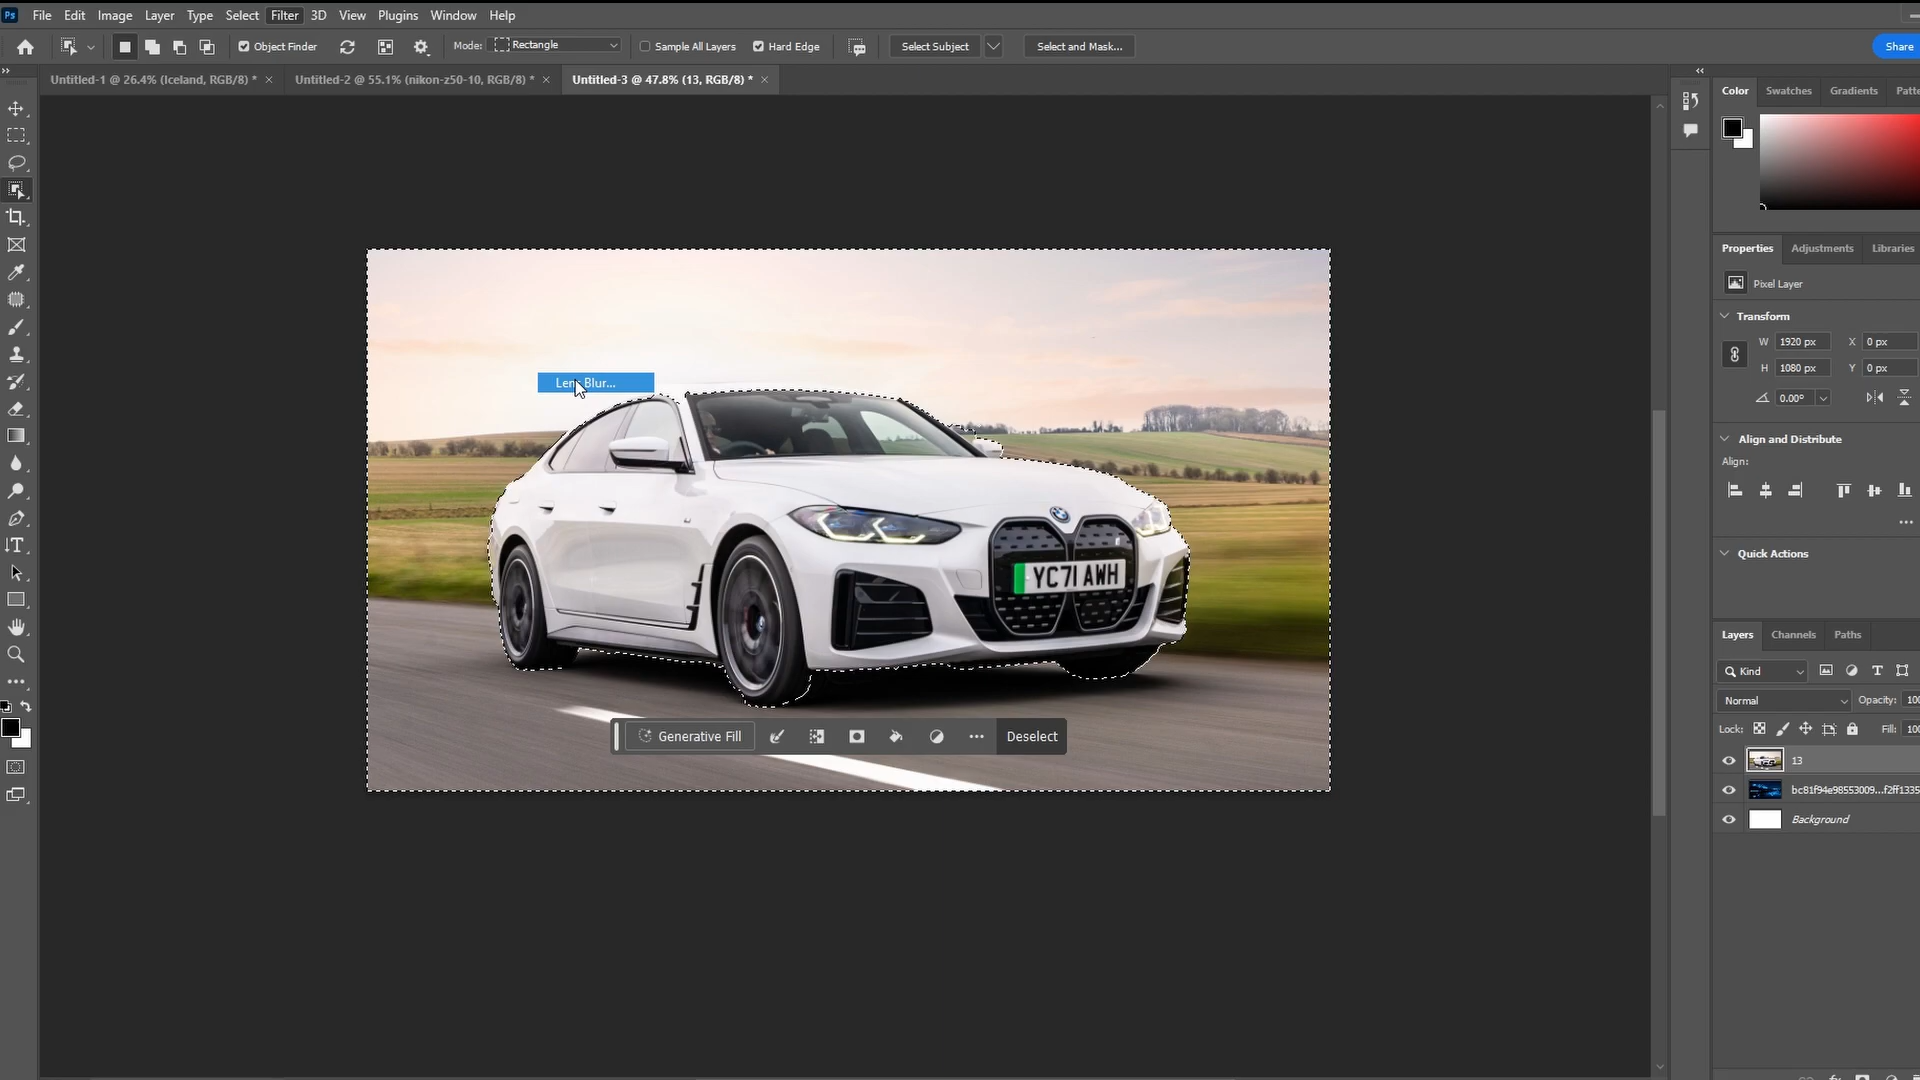 Ps File Edit Image Layer Type Select Filter 3D View Plugins Window Help
Object Finder Mode: Rectangle Sample All Layers Hard Edge Select Subject Select and Mask... Share
Untitled-1 @ 26.4% (Iceland, RGB/8) * Untitled-2 @ 55.1% (nikon-z50-10, RGB/8) * Untitled-3 @ 47.8% (13, RGB/8) *
Color Swatches Gradients Patte
Properties Adjustments Libraries
Pixel Layer
Transform
W 1920 px X 0 px
H 1080 px Y 0 px
0.00°
Align and Distribute
Align:
Quick Actions
Lens Blur...
YC71 AWH
Generative Fill Deselect
Layers Channels Paths
Kind
Normal Opacity: 100
Lock: Fill: 100
13
bc81f94e98553009...f2ff1335
Background